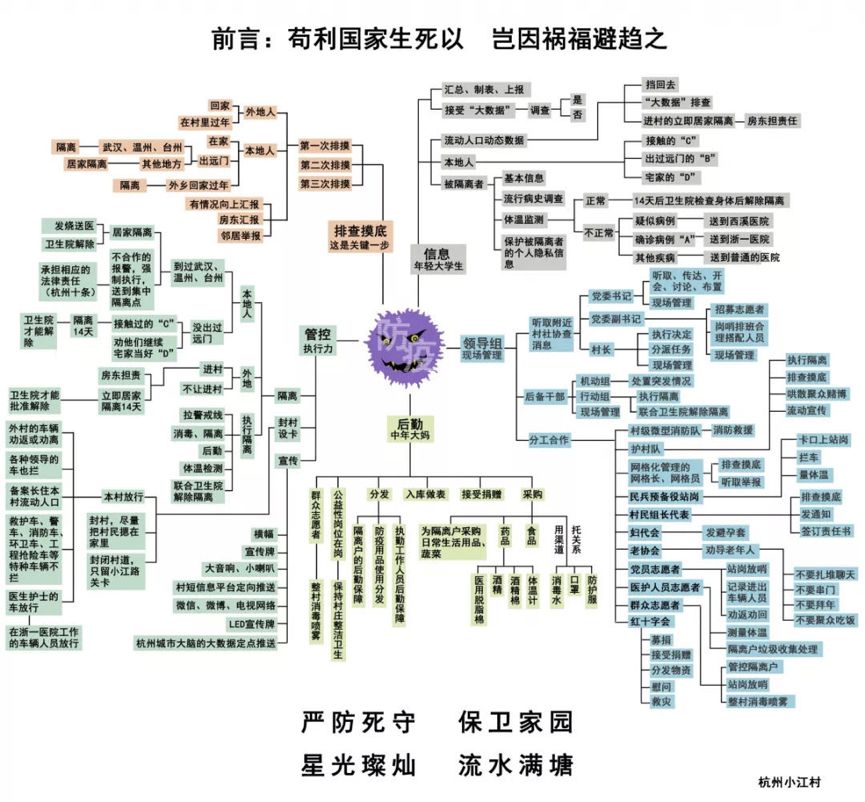 前言：苟利国家生死以 岂因祸福避趋之
回家
在村里过年
外地人
隔离
武汉、温州、台州
居家隔离
其他地方
在家
出远门
本地人
隔离
外乡回家过年
有情况向上汇报
房东汇报
邻居举报
第一次排摸
第二次排摸
第三次排摸
排查摸底
这是关键一步
汇总、制表、上报
接受“大数据”
调查
是
否
流动人口动态数据
挡回去
“大数据”排查
进村的立即居家隔离
房东担责任
本地人
接触的“C”
出过远门的“B”
宅家的“D”
被隔离者
基本信息
流行病史调查
体温监测
正常
14天后卫生院检查身体后解除隔离
不正常
疑似病例
送到西溪医院
确诊病例“A”
送到浙一医院
其他疾病
送到普通的医院
保护被隔离者
的个人隐私信
息
信息
年轻大学生
防疫
发烧送医
卫生院解除
居家隔离
承担相应的
法律责任
（杭州十条）
不合作的
报警，强
制执行，
送到集中
隔离点
到过武汉、
温州、台州
卫生院
才能解
除
隔离
14天
接触过的“C”
劝他们继续
宅家当好“D”
没出过
远门
本地人
房东担责
进村
卫生院才能
批准解除
立即居家
隔离14天
不让进村
外地
拉警戒线
消毒、隔离
后勤
体温检测
联合卫生院
解除隔离
执行隔离
隔离
管控
执行力
外村的车辆
劝返或劝离
各种领导的
车也拦
备案长住本
村流动人口
救护车、警
车、消防车、
环卫车、工
程抢险车等
特种车辆不
拦
医生护士的
车放行
在浙一医院工作
的车辆人员放行
本村放行
封村，尽量
把村民摁在
家里
封闭村道，
只留小江路
关卡
封村
设卡
宣传
横幅
宣传牌
大音响、小喇叭
村短信息平台定向推送
微信、微博、电视网络
LED宣传牌
杭州城市大脑的大数据定点推送
后勤
中年大妈
群众志愿者
整村消毒喷雾
公益性岗位在岗
保持村庄整洁卫生
分发
隔离户的后勤保障
防疫用品使用分发
执勤工作人员后勤保障
入库做表
接受捐赠
采购
为隔离户采购
日常生活用品、
蔬菜
药品
医用脱脂棉
酒精
酒精棉
体温计
食品
用渠道
托关系
消毒水
口罩
防护服
领导组
现场管理
听取附近
村社协查
消息
党委书记
听取、传达、开
会、讨论、布置
现场管理
党委副书记
招募志愿者
岗哨排班合
理搭配人员
现场管理
村长
执行决定
分派任务
现场管理
后备干部
机动组
处置突发情况
行动组
执行隔离
现场管理
联合卫生院解除隔离
分工合作
村级微型消防队
消防救援
护村队
执行隔离
排查摸底
哄散聚众赌博
流动宣传
网格化管理的
网格长、网格员
排查摸底
听取举报
民兵预备役站岗
卡口上站岗
拦车
量体温
村民组长代表
排查摸底
发通知
签订责任书
妇代会
发避孕套
老协会
劝导老年人
不要扎堆聊天
不要串门
不要拜年
不要聚众吃饭
党员志愿者
站岗放哨
记录进出
车辆人员
劝返劝回
医护人员志愿者
测量体温
隔离户垃圾收集处理
群众志愿者
管控隔离户
站岗放哨
整村消毒喷雾
红十字会
募捐
接受捐赠
分发物资
慰问
救灾
严防死守 保卫家园
星光璨灿 流水满塘
杭州小江村